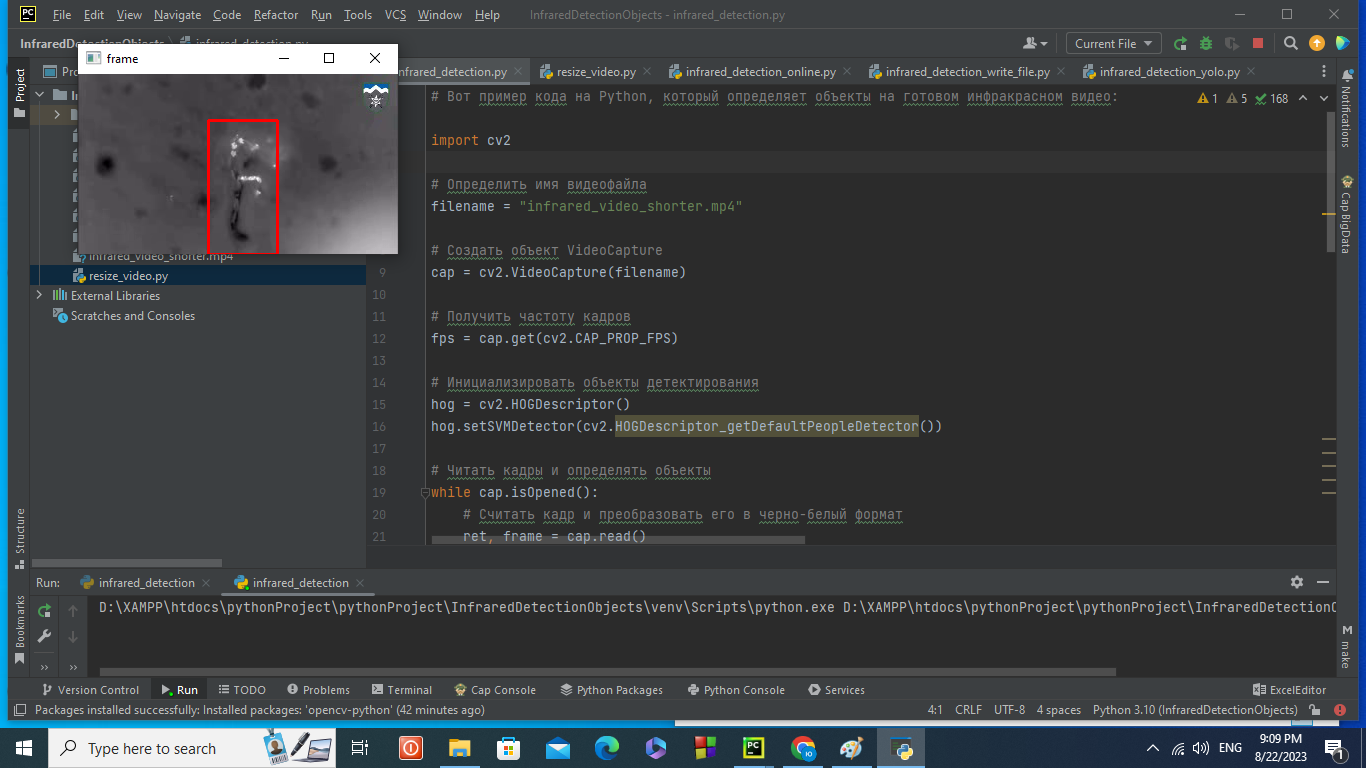 File Edit View Navigate Code Refactor Run Tools VCS Window Help InfraredDetectionObjects - infrared_detection.py
InfraredDetectionObjects infrared_detection.py Current File
frame
infrared_detection.py resize_video.py infrared_detection_online.py infrared_detection_write_file.py infrared_detection_yolo.py
Project
# Вот пример кода на Python, который определяет объекты на готовом инфракрасном видео:
1 5 168
import cv2
# Определить имя видеофайла
filename = "infrared_video_shorter.mp4"
# Создать объект VideoCapture
infrared_video_shorter.mp4
9 cap = cv2.VideoCapture(filename)
resize_video.py
10
External Libraries
11 # Получить частоту кадров
Scratches and Consoles
12 fps = cap.get(cv2.CAP_PROP_FPS)
13
14 # Инициализировать объекты детектирования
15 hog = cv2.HOGDescriptor()
16 hog.setSVMDetector(cv2.HOGDescriptor_getDefaultPeopleDetector())
17
18 # Читать кадры и определять объекты
19 while cap.isOpened():
20 # Считать кадр и преобразовать его в черно-белый формат
21 ret, frame = cap.read()
Structure
Bookmarks
Notifications
Cap BigData
M make
Run: infrared_detection infrared_detection
D:\XAMPP\htdocs\pythonProject\pythonProject\InfraredDetectionObjects\venv\Scripts\python.exe D:\XAMPP\htdocs\pythonProject\pythonProject\InfraredDetectionO
Version Control Run TODO Problems Terminal Cap Console Python Packages Python Console Services ExcelEditor
Packages installed successfully: Installed packages: 'opencv-python' (42 minutes ago) 4:1 CRLF UTF-8 4 spaces Python 3.10 (InfraredDetectionObjects)
Type here to search
ENG
9:09 PM
8/22/2023
1